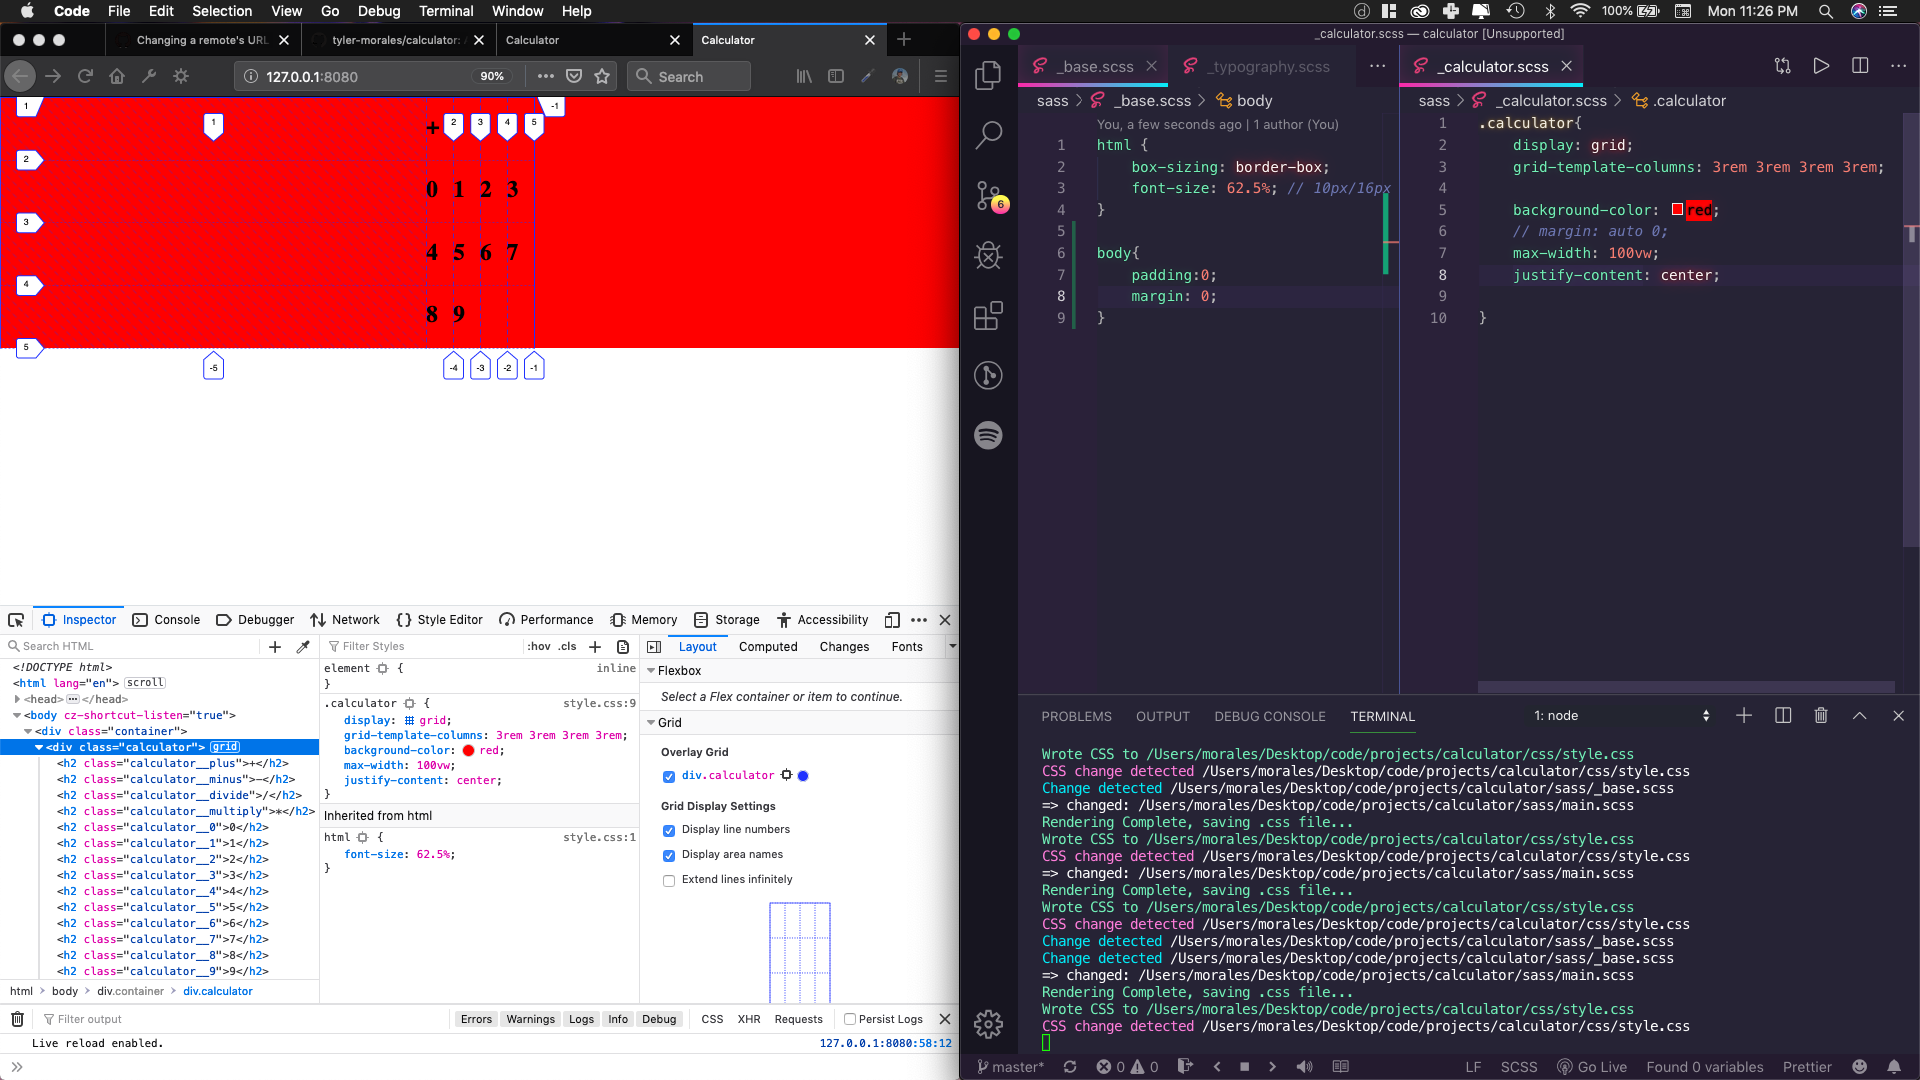 Code File Edit Selection View Go Debug Terminal Window Help
100% Mon 11:26 PM
Changing a remote's URL
tyler-morales/calculator: A
Calculator
Calculator
127.0.0.1:8080
90%
Search
1 -1
1 + 2 3 4 5
2
0 1 2 3
3
4 5 6 7
4
8 9
5
-5 -4 -3 -2 -1
Inspector Console Debugger Network Style Editor Performance Memory Storage Accessibility
Search HTML
<!DOCTYPE html>
<html lang="en"> scroll
<head> </head>
<body cz-shortcut-listen="true">
<div class="container">
<div class="calculator"> grid
<h2 class="calculator__plus">+</h2>
<h2 class="calculator__minus">−</h2>
<h2 class="calculator__divide">/</h2>
<h2 class="calculator__multiply">*</h2>
<h2 class="calculator__0">0</h2>
<h2 class="calculator__1">1</h2>
<h2 class="calculator__2">2</h2>
<h2 class="calculator__3">3</h2>
<h2 class="calculator__4">4</h2>
<h2 class="calculator__5">5</h2>
<h2 class="calculator__6">6</h2>
<h2 class="calculator__7">7</h2>
<h2 class="calculator__8">8</h2>
<h2 class="calculator__9">9</h2>
html > body > div.container > div.calculator
Filter Styles :hov .cls
element { inline
}
.calculator { style.css:9
display: grid;
grid-template-columns: 3rem 3rem 3rem 3rem;
background-color: red;
max-width: 100vw;
justify-content: center;
}
Inherited from html
html { style.css:1
font-size: 62.5%;
}
Layout Computed Changes Fonts
Flexbox
Select a Flex container or item to continue.
Grid
Overlay Grid
div.calculator
Grid Display Settings
Display line numbers
Display area names
Extend lines infinitely
Filter output
Errors Warnings Logs Info Debug CSS XHR Requests Persist Logs
Live reload enabled. 127.0.0.1:8080:58:12
_calculator.scss — calculator [Unsupported]
6
_base.scss _typography.scss
sass > _base.scss > body
You, a few seconds ago | 1 author (You)
1 html {
2 box-sizing: border-box;
3 font-size: 62.5%; // 10px/16px
4 }
5
6 body{
7 padding:0;
8 margin: 0;
9 }
_calculator.scss
sass > _calculator.scss > .calculator
1 .calculator{
2 display: grid;
3 grid-template-columns: 3rem 3rem 3rem 3rem;
4
5 background-color: red;
6 // margin: auto 0;
7 max-width: 100vw;
8 justify-content: center;
9
10 }
PROBLEMS OUTPUT DEBUG CONSOLE TERMINAL 1: node
Wrote CSS to /Users/morales/Desktop/code/projects/calculator/css/style.css
CSS change detected /Users/morales/Desktop/code/projects/calculator/css/style.css
Change detected /Users/morales/Desktop/code/projects/calculator/sass/_base.scss
=> changed: /Users/morales/Desktop/code/projects/calculator/sass/main.scss
Rendering Complete, saving .css file...
Wrote CSS to /Users/morales/Desktop/code/projects/calculator/css/style.css
CSS change detected /Users/morales/Desktop/code/projects/calculator/css/style.css
=> changed: /Users/morales/Desktop/code/projects/calculator/sass/main.scss
Rendering Complete, saving .css file...
Wrote CSS to /Users/morales/Desktop/code/projects/calculator/css/style.css
CSS change detected /Users/morales/Desktop/code/projects/calculator/css/style.css
Change detected /Users/morales/Desktop/code/projects/calculator/sass/_base.scss
Change detected /Users/morales/Desktop/code/projects/calculator/sass/_base.scss
=> changed: /Users/morales/Desktop/code/projects/calculator/sass/main.scss
Rendering Complete, saving .css file...
Wrote CSS to /Users/morales/Desktop/code/projects/calculator/css/style.css
CSS change detected /Users/morales/Desktop/code/projects/calculator/css/style.css
master* 0 0 LF SCSS Go Live Found 0 variables Prettier